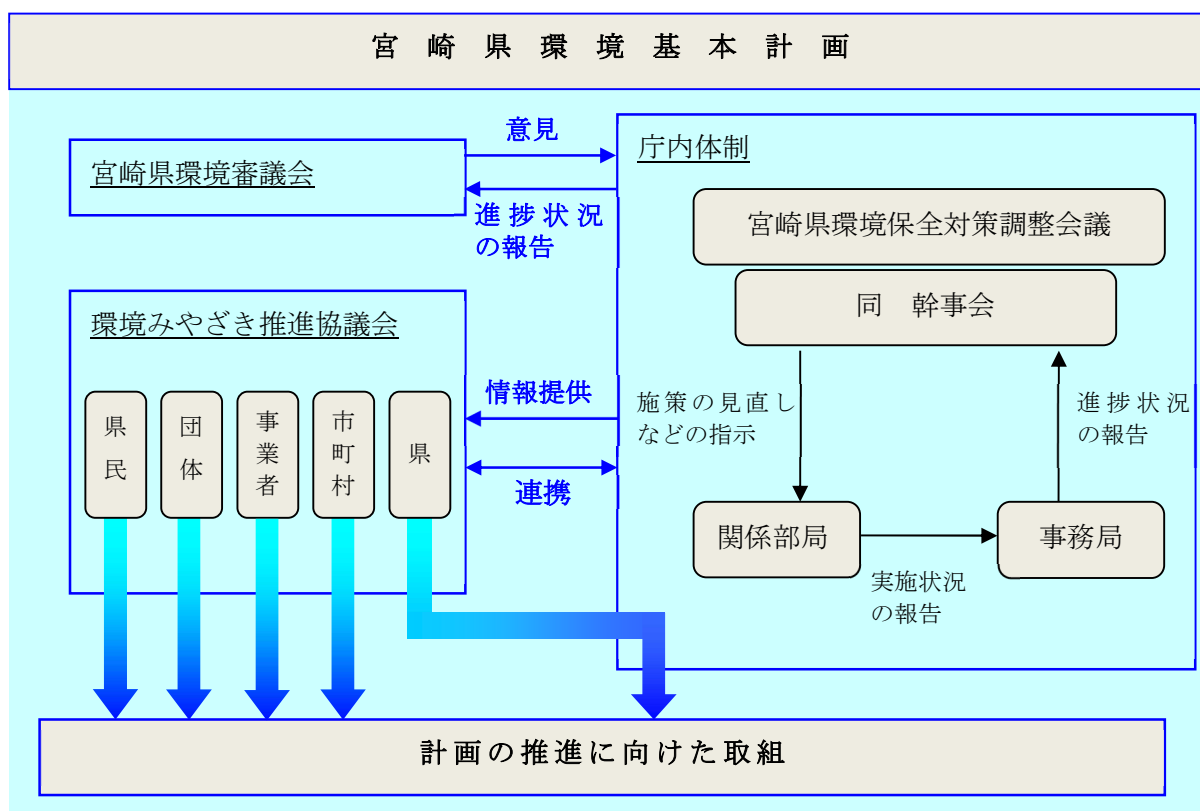 宮崎県環境基本計画
宮崎県環境審議会
意見
進捗状況
の報告
庁内体制
宮崎県環境保全対策調整会議
同　幹事会
施策の見直し
などの指示
進捗状況
の報告
関係部局
事務局
実施状況
の報告
環境みやざき推進協議会
県民
団体
事業者
市町村
県
情報提供
連携
計画の推進に向けた取組